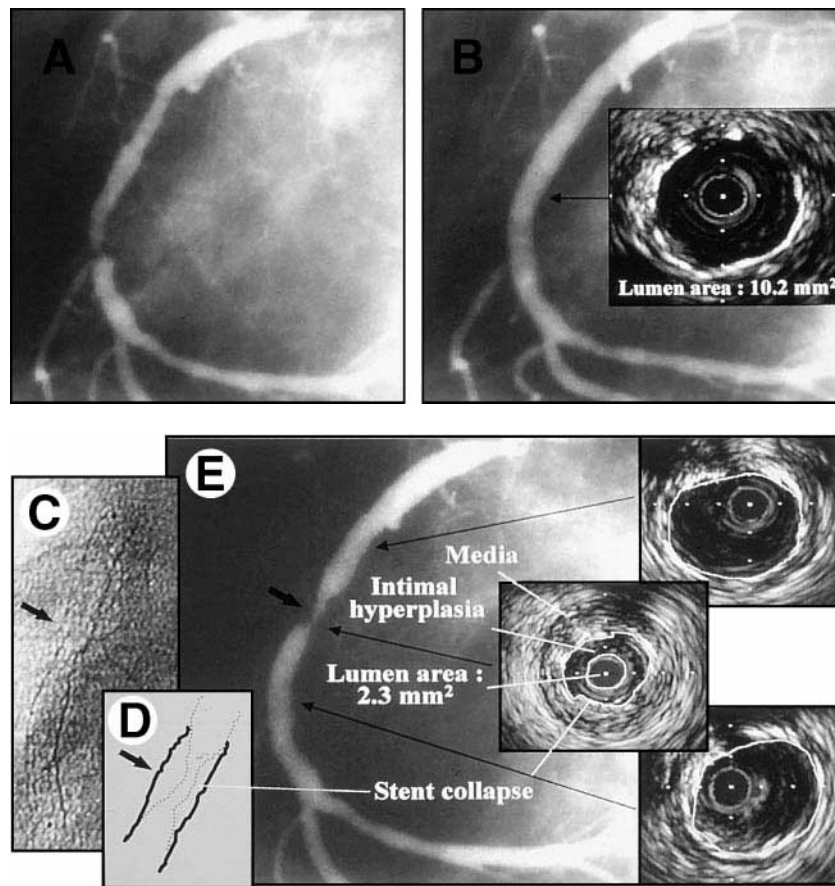 A
B
Lumen area : 10.2 mm²
C
E
Media
Intimal
hyperplasia
Lumen area :
2.3 mm²
D
Stent collapse